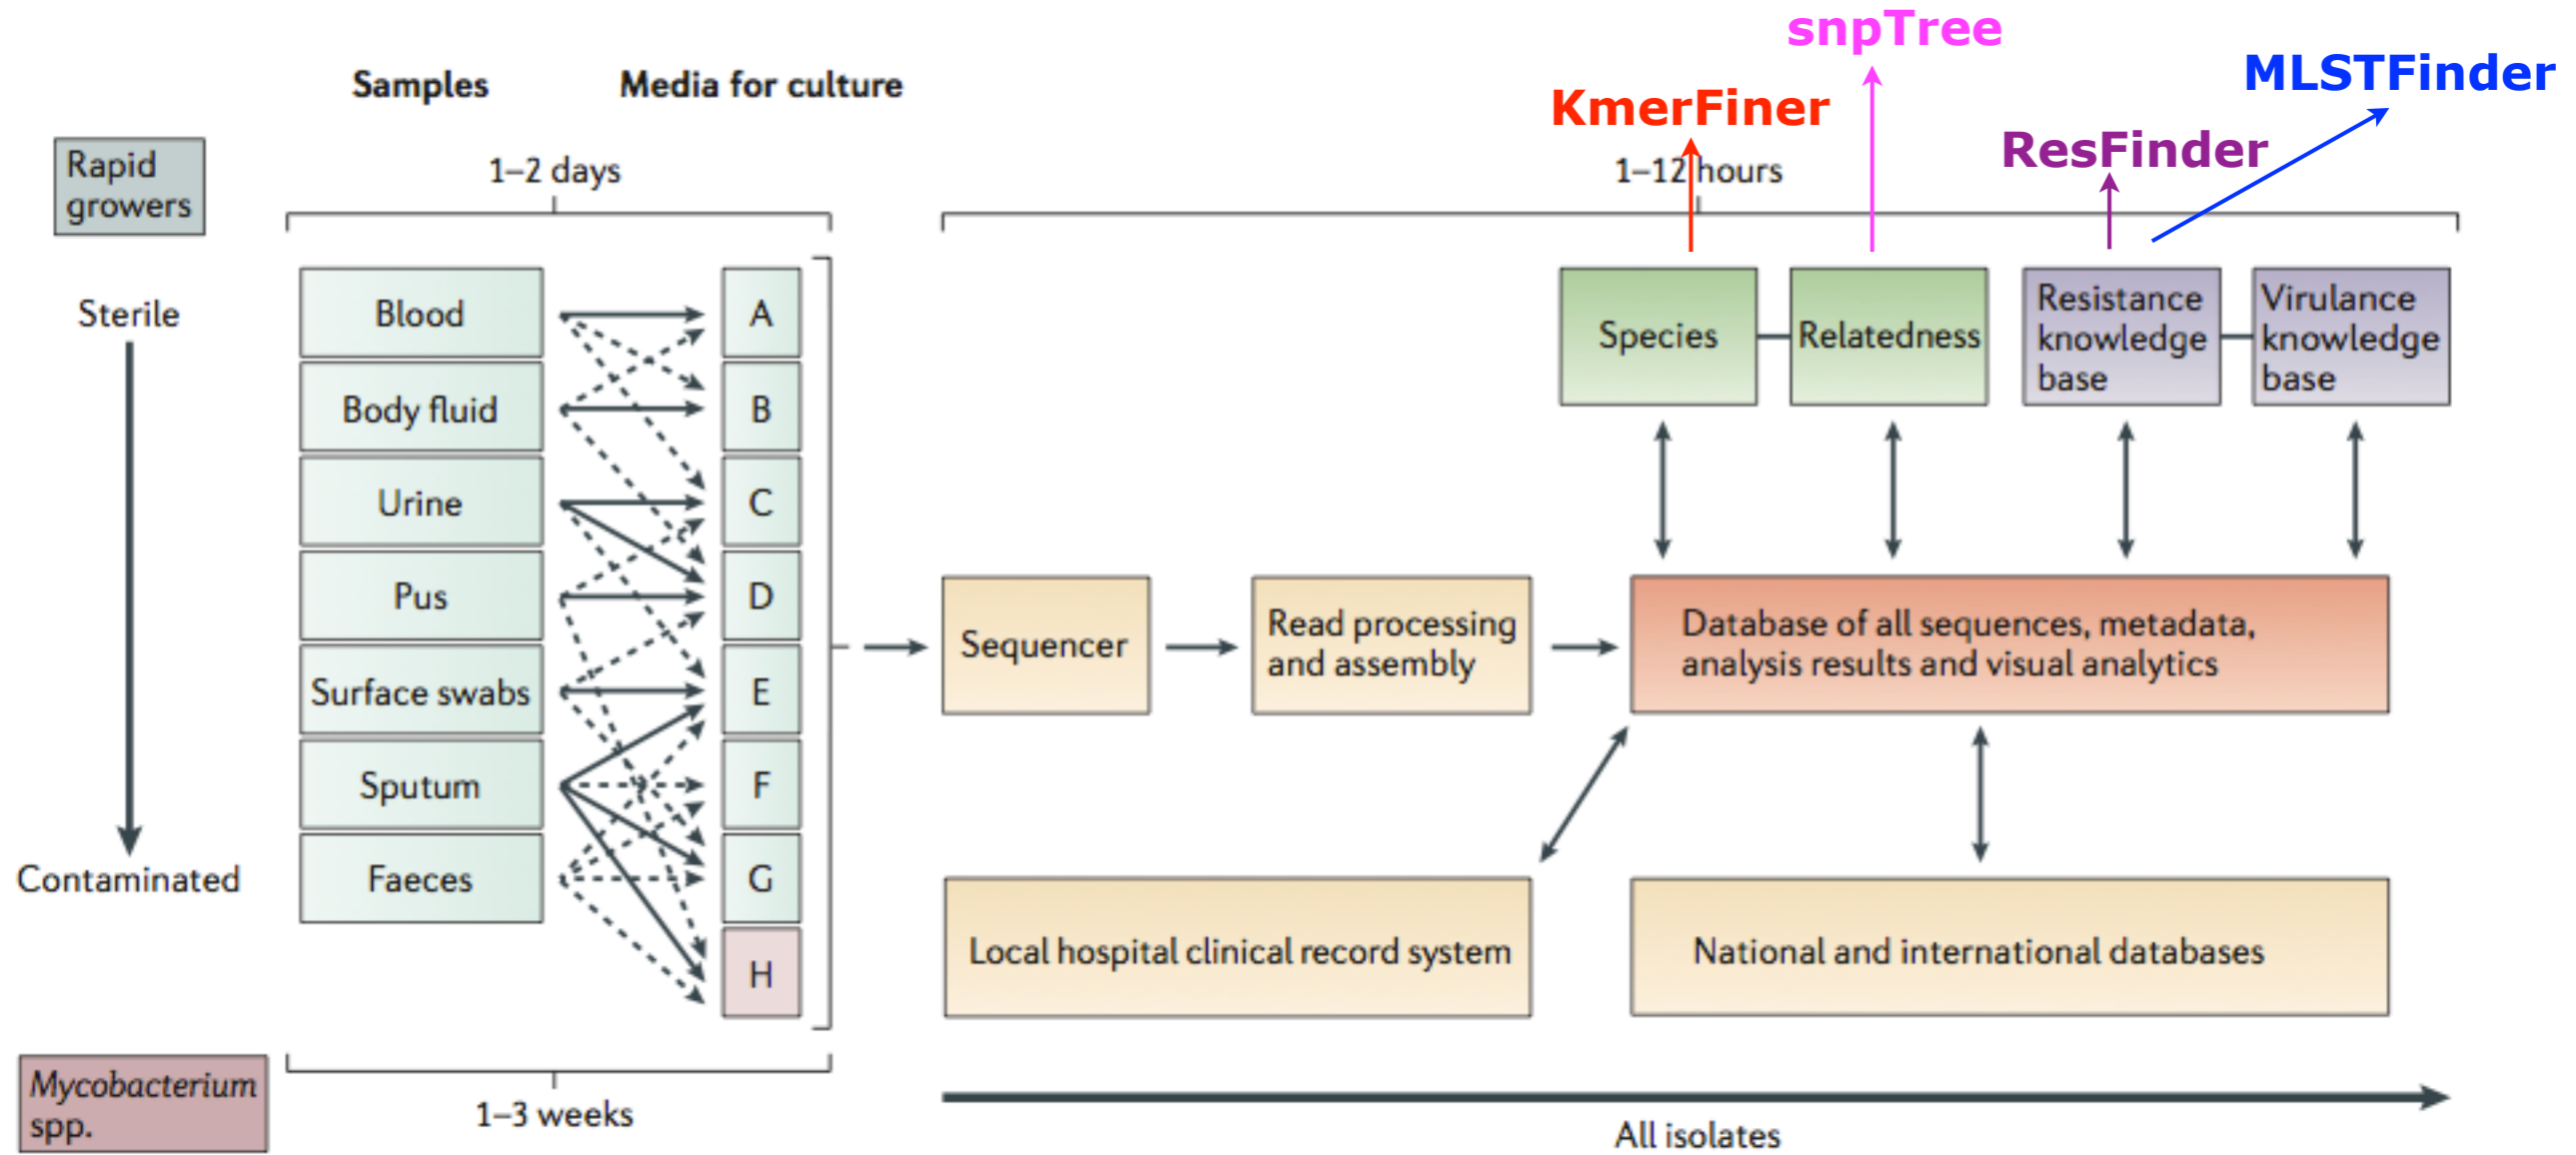 snpTree
MLSTFinder
KmerFiner
ResFinder
Samples
Media for culture
Rapid
growers
1–2 days
1–12 hours
Sterile
Contaminated
Blood
Body fluid
Urine
Pus
Surface swabs
Sputum
Faeces
A
B
C
D
E
F
G
H
Species
Relatedness
Resistance
knowledge
base
Virulance
knowledge
base
Sequencer
Read processing
and assembly
Database of all sequences, metadata,
analysis results and visual analytics
Local hospital clinical record system
National and international databases
Mycobacterium
spp.
1–3 weeks
All isolates